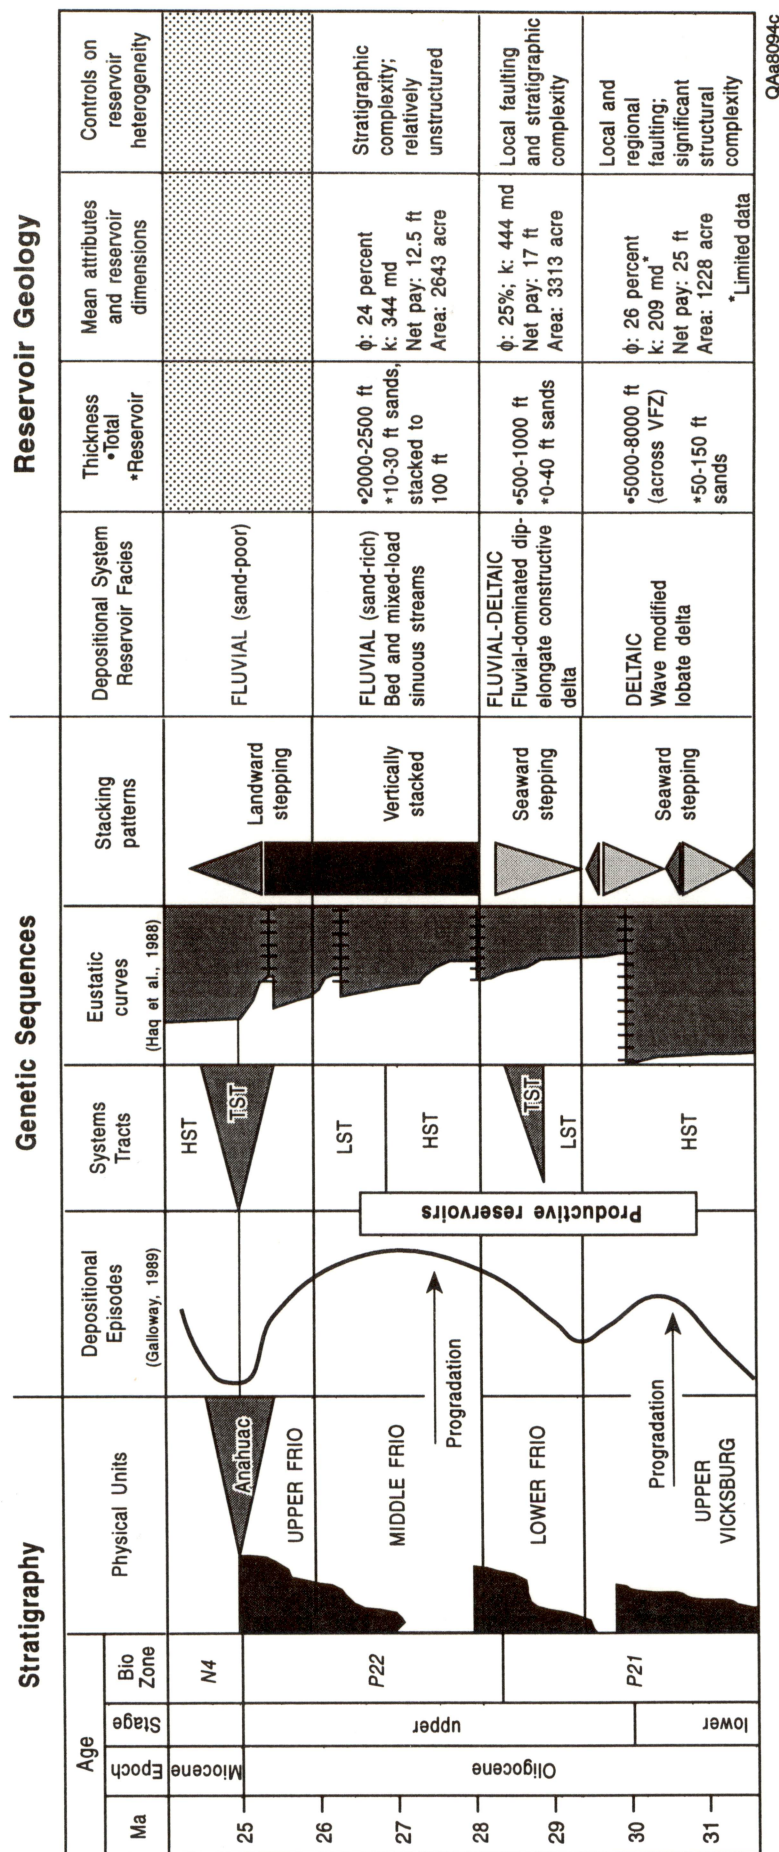 Stratigraphy
Genetic Sequences
Reservoir Geology
Ma
Age
Epoch
Stage
Bio
Zone
Physical Units
Depositional
Episodes
(Galloway, 1989)
Systems
Tracts
Eustatic
curves
(Haq et al., 1988)
Stacking
patterns
Depositional System
Reservoir Facies
Thickness
•Total
*Reservoir
Mean attributes
and reservoir
dimensions
Controls on
reservoir
heterogeneity
25
26
27
28
29
30
31
Miocene
Oligocene
upper
lower
N4
P22
P21
Anahuac
UPPER FRIO
MIDDLE FRIO
LOWER FRIO
UPPER
VICKSBURG
Progradation
Progradation
Productive reservoirs
HST
TST
LST
HST
TST
LST
HST
Landward
stepping
Vertically
stacked
Seaward
stepping
Seaward
stepping
FLUVIAL (sand-poor)
FLUVIAL (sand-rich)
Bed and mixed-load
sinuous streams
•2000-2500 ft
*10-30 ft sands,
stacked to
100 ft
ϕ: 24 percent
k: 344 md
Net pay: 12.5 ft
Area: 2643 acre
Stratigraphic
complexity;
relatively
unstructured
FLUVIAL-DELTAIC
Fluvial-dominated dip-
elongate constructive
delta
•500-1000 ft
*0-40 ft sands
ϕ: 25%; k: 444 md
Net pay: 17 ft
Area: 3313 acre
Local faulting
and stratigraphic
complexity
DELTAIC
Wave modified
lobate delta
•5000-8000 ft
(across VFZ)
*50-150 ft
sands
ϕ: 26 percent
k: 209 md*
Net pay: 25 ft
Area: 1228 acre
*Limited data
Local and
regional
faulting;
significant
structural
complexity
QAa8094c